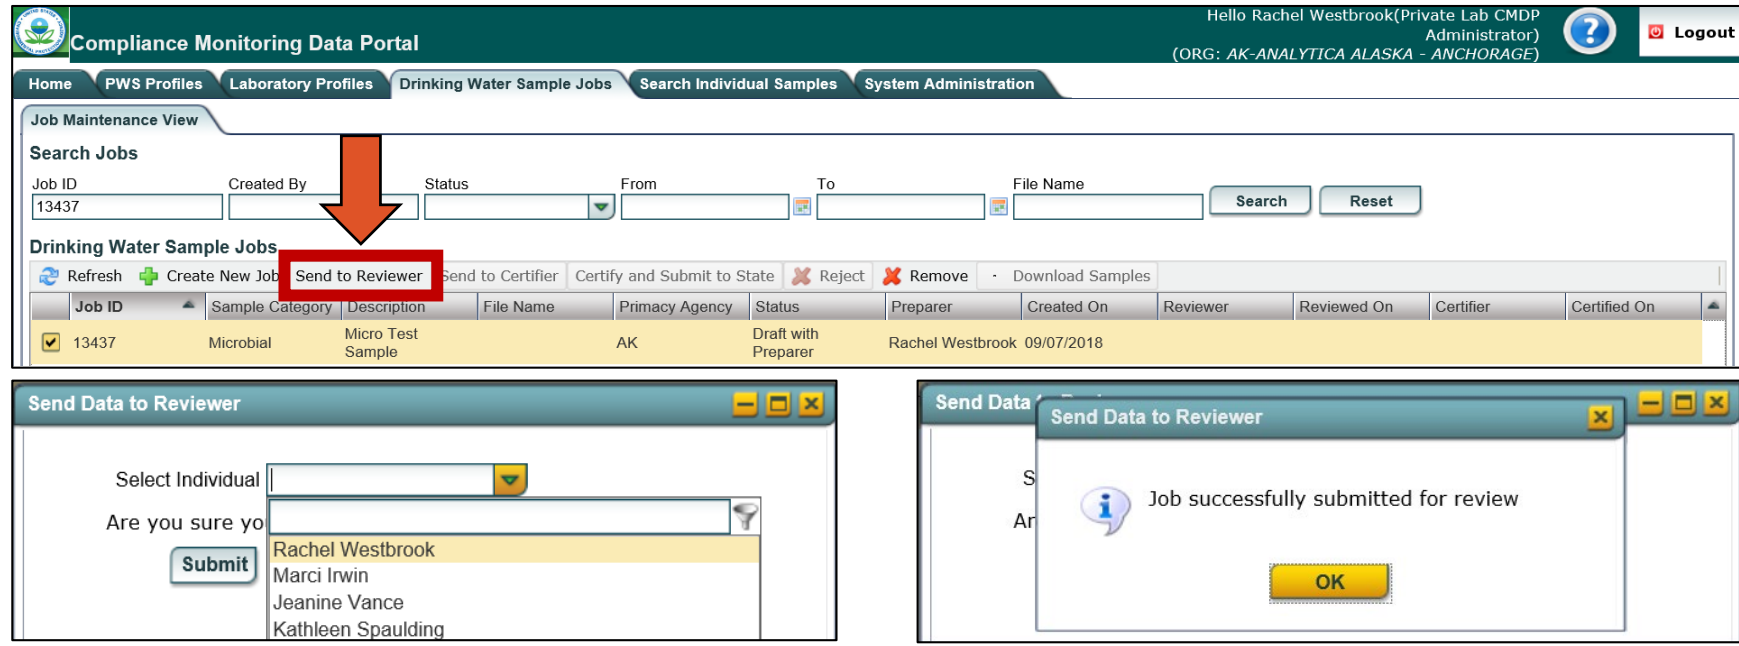 Hello Rachel Westbrook(Private Lab CMDP
Administrator)
(ORG: AK-ANALYTICA ALASKA - ANCHORAGE)
Logout
Compliance Monitoring Data Portal
Home PWS Profiles Laboratory Profiles Drinking Water Sample Jobs Search Individual Samples System Administration
Job Maintenance View
Search Jobs
Job ID Created By Status From To File Name
13437 Search Reset
Drinking Water Sample Jobs
Refresh Create New Job Send to Reviewer end to Certifier Certify and Submit to State Reject Remove Download Samples
Job ID Sample Category Description File Name Primacy Agency Status Preparer Created On Reviewer Reviewed On Certifier Certified On
13437 Microbial Micro Test Sample AK Draft with Preparer Rachel Westbrook 09/07/2018
Send Data to Reviewer
Select Individual
Are you sure yo
Submit
Rachel Westbrook
Marci Irwin
Jeanine Vance
Kathleen Spaulding
Send Data
Send Data to Reviewer
S
Ar
Job successfully submitted for review
OK